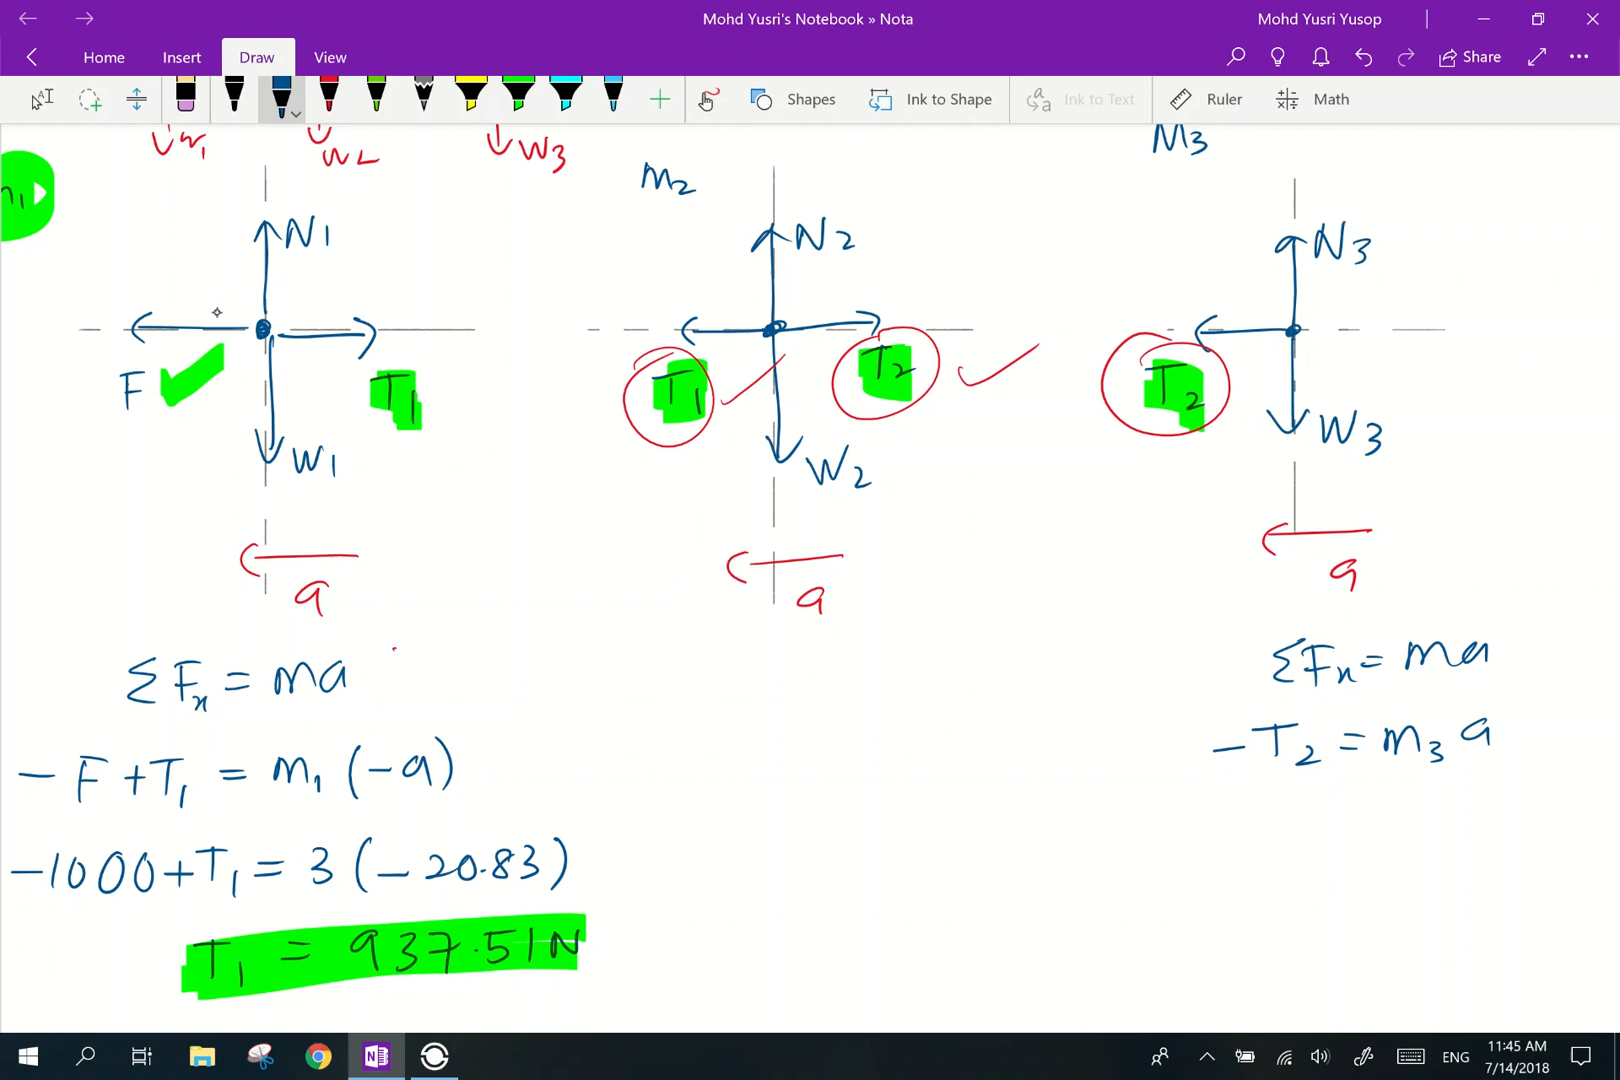 Mohd Yusri's Notebook » Nota
Mohd Yusri Yusop
Home Insert Draw View
Share
Shapes
Ink to Shape
Ink to Text
Ruler
Math
W2
W3
m2
M3
N1
N2
N3
F
T1
T1
T2
T2
W1
W2
W3
a
a
a
ΣFx = ma
-F + T1 = m1 (-a)
-1000 + T1 = 3 (-20.83)
T1 = 937.51N
ΣFx = ma
-T2 = m3 a
ENG
11:45 AM
7/14/2018